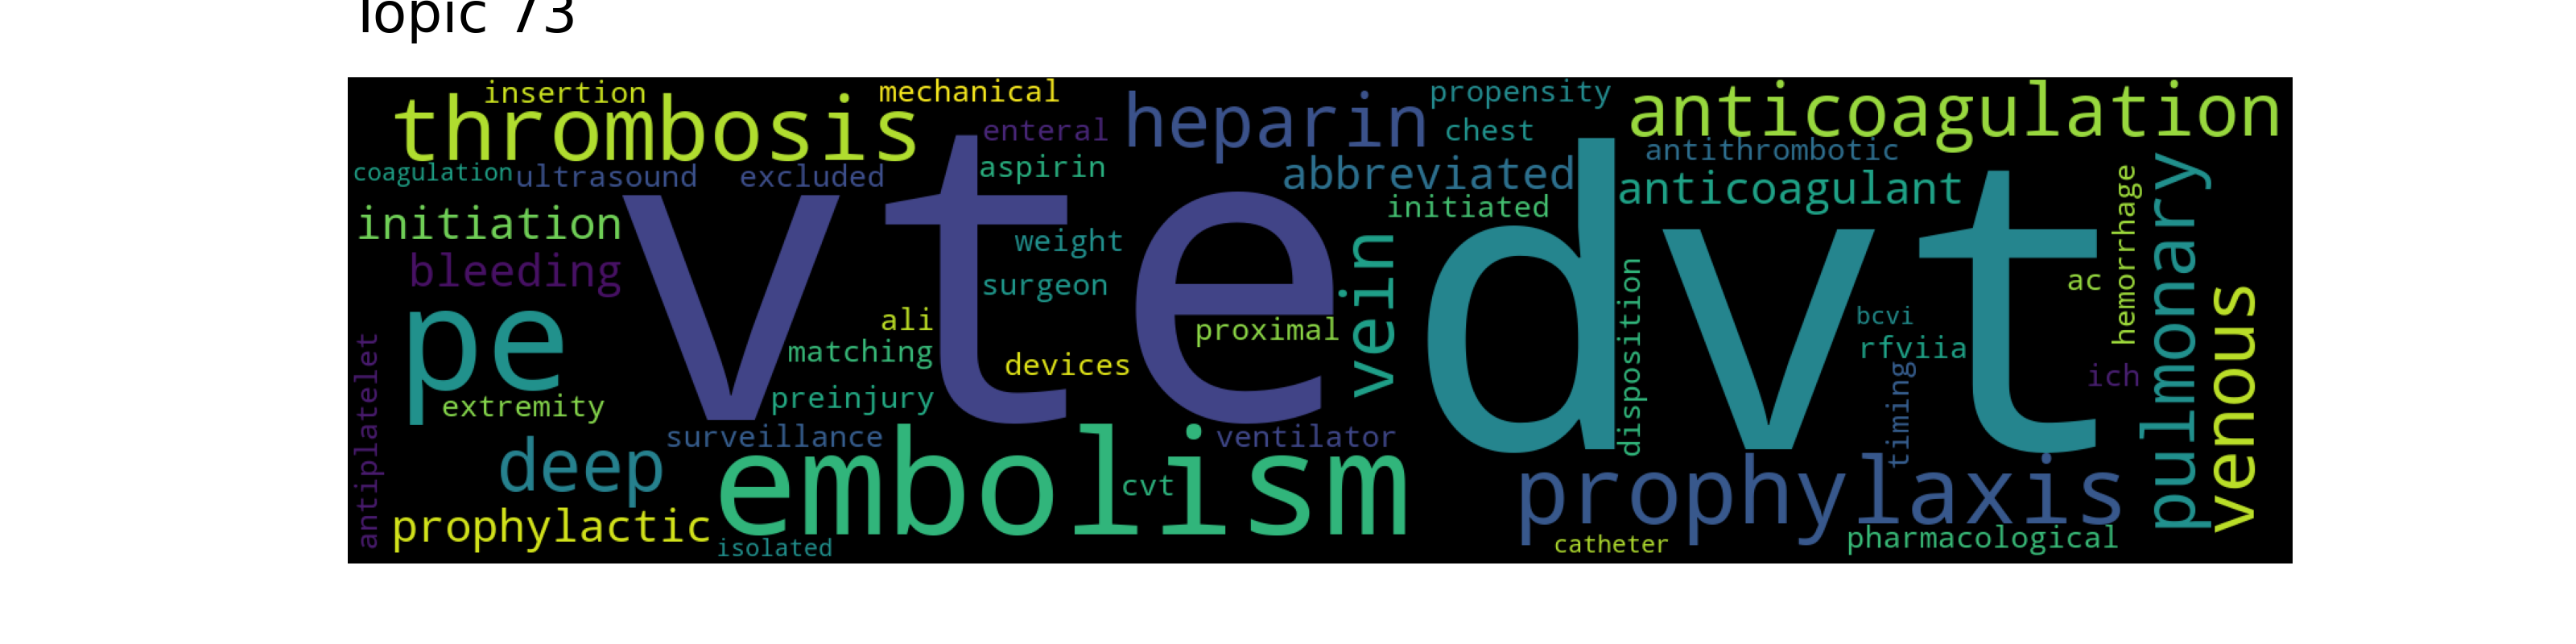 Topic 73
insertion
mechanical
propensity
thrombosis
heparin
anticoagulation
enteral
chest
antithrombotic
coagulation
ultrasound
excluded
aspirin
abbreviated
anticoagulant
initiation
initiated
vte
dvt
weight
bleeding
surgeon
vein
pe
ali
proximal
matching
devices
preinjury
extremity
disposition
bcvi
rfviia
timing
ac
hemorrhage
ich
pulmonary
venous
antiplatelet
surveillance
ventilator
deep
embolism
cvt
prophylaxis
prophylactic
isolated
catheter
pharmacological